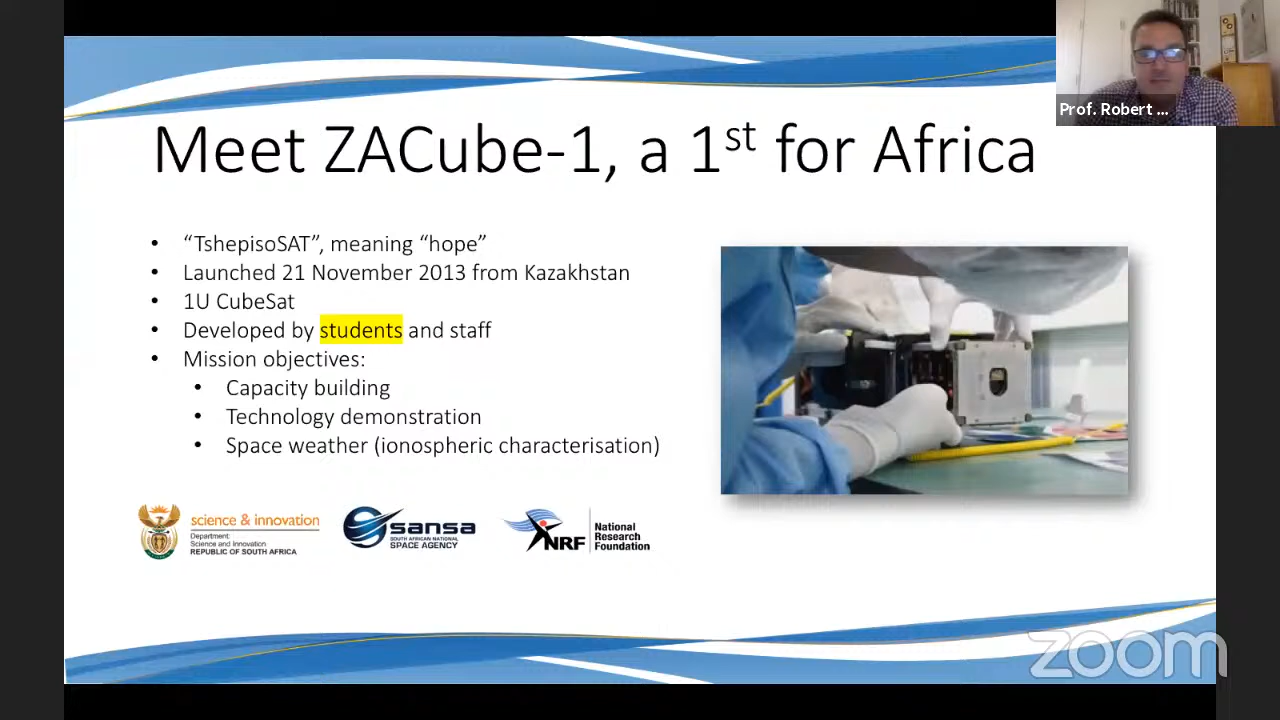 Prof. Robert ...
Meet ZACube-1, a 1st for Africa
• “TshepisoSAT”, meaning “hope”
• Launched 21 November 2013 from Kazakhstan
• 1U CubeSat
• Developed by students and staff
• Mission objectives:
• Capacity building
• Technology demonstration
• Space weather (ionospheric characterisation)
science & innovation
Department:
Science and Innovation
REPUBLIC OF SOUTH AFRICA
sansa
SOUTH AFRICAN NATIONAL
SPACE AGENCY
NRF
National
Research
Foundation
zoom